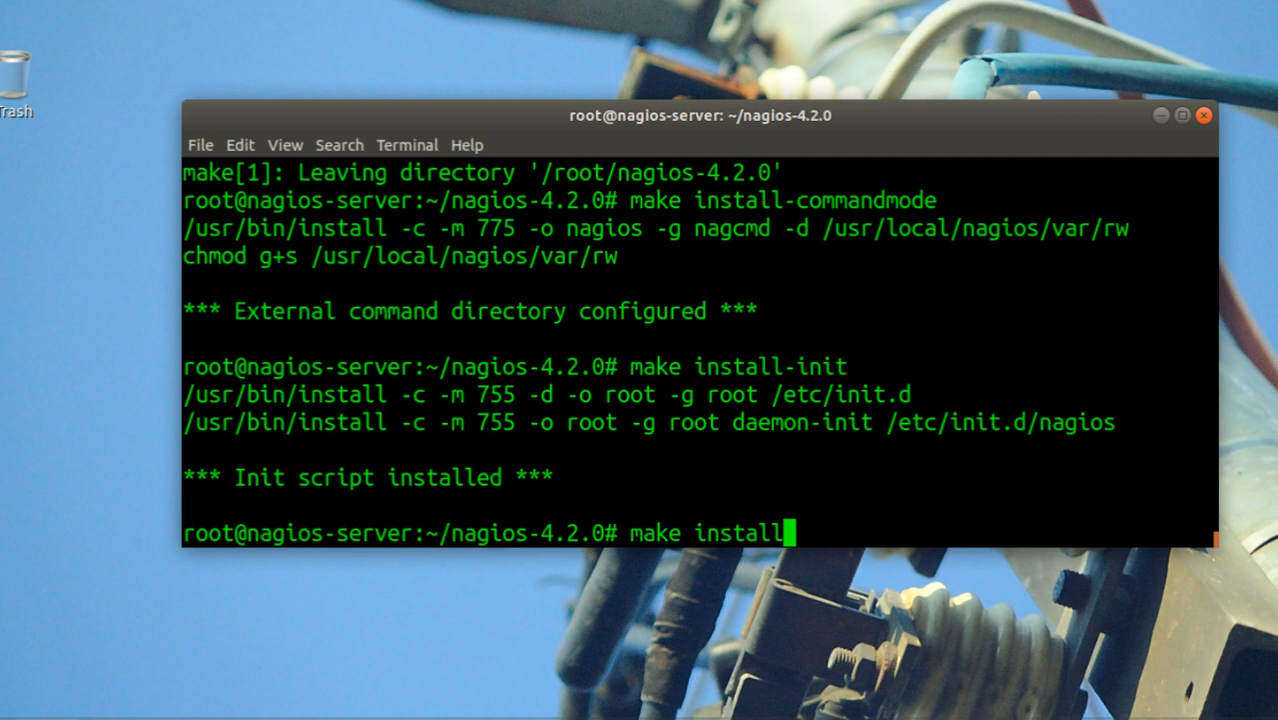 Trash
root@nagios-server: ~/nagios-4.2.0
File Edit View Search Terminal Help
make[1]: Leaving directory '/root/nagios-4.2.0'
root@nagios-server:~/nagios-4.2.0# make install-commandmode
/usr/bin/install -c -m 775 -o nagios -g nagcmd -d /usr/local/nagios/var/rw
chmod g+s /usr/local/nagios/var/rw
*** External command directory configured ***
root@nagios-server:~/nagios-4.2.0# make install-init
/usr/bin/install -c -m 755 -d -o root -g root /etc/init.d
/usr/bin/install -c -m 755 -o root -g root daemon-init /etc/init.d/nagios
*** Init script installed ***
root@nagios-server:~/nagios-4.2.0# make install